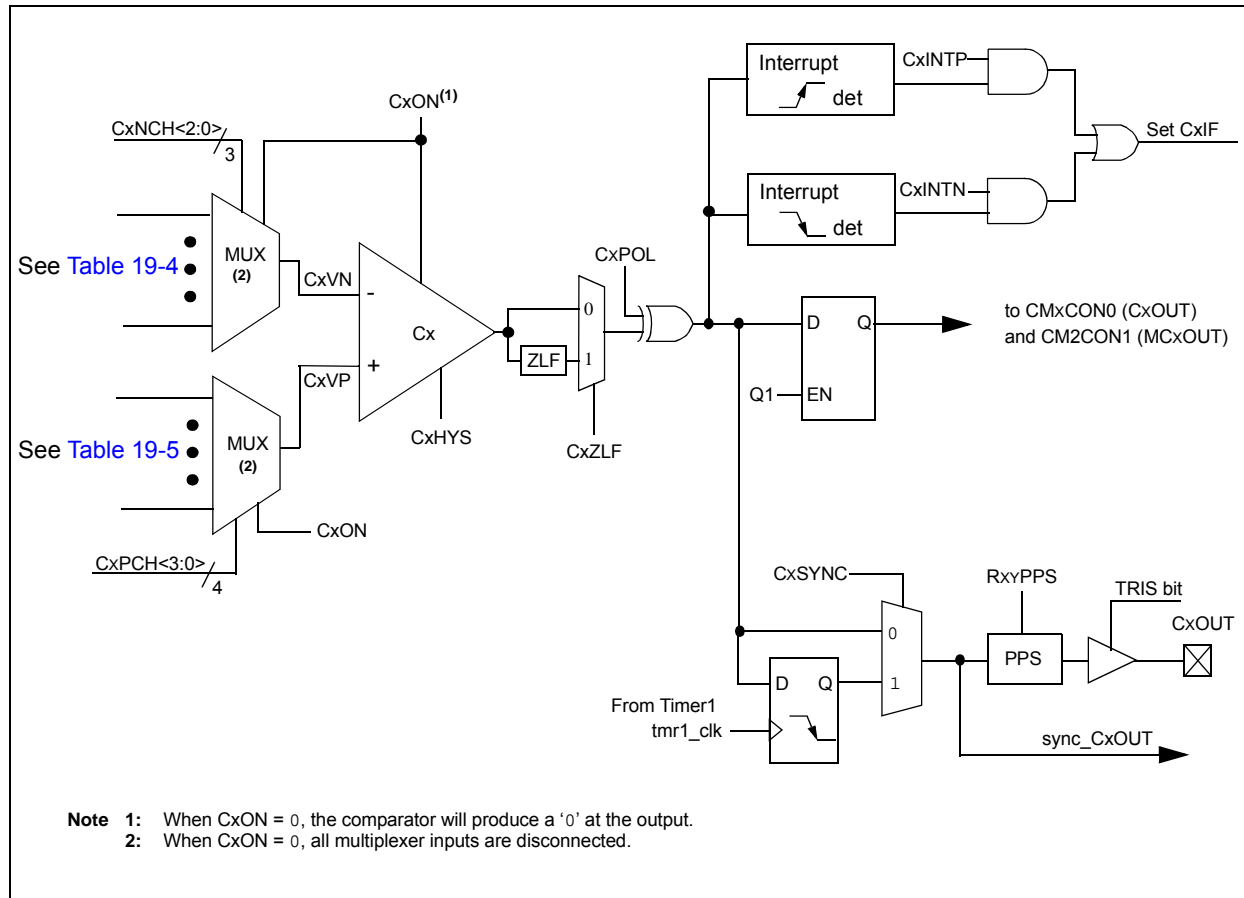 Interrupt
det
CxINTP
CxON(1)
CxNCH<2:0>
3
Set CxIF
Interrupt
det
CxINTN
See Table 19-4
MUX
(2)
CxVN
-
Cx
CxPOL
0
ZLF
1
D Q
Q1
EN
to CMxCON0 (CxOUT)
and CM2CON1 (MCxOUT)
+
CxVP
CxHYS
CxZLF
See Table 19-5
MUX
(2)
CxON
CxPCH<3:0>
4
CxSYNC
0
1
RxyPPS
TRIS bit
CxOUT
PPS
D Q
From Timer1
tmr1_clk
sync_CxOUT
Note 1: When CxON = 0, the comparator will produce a ‘0’ at the output.
2: When CxON = 0, all multiplexer inputs are disconnected.